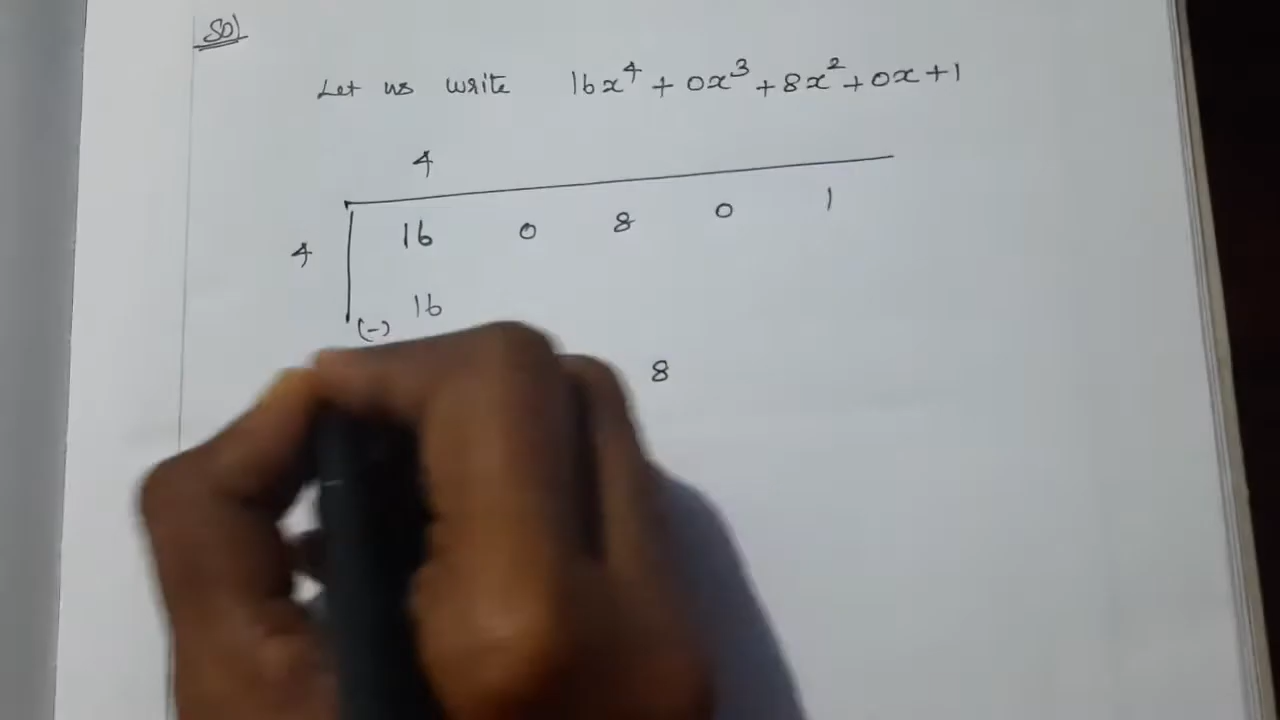 Sol
Let us write 16x⁴ + 0x³ + 8x² + 0x + 1
4
4 16 0 8 0 1
(-) 16
8